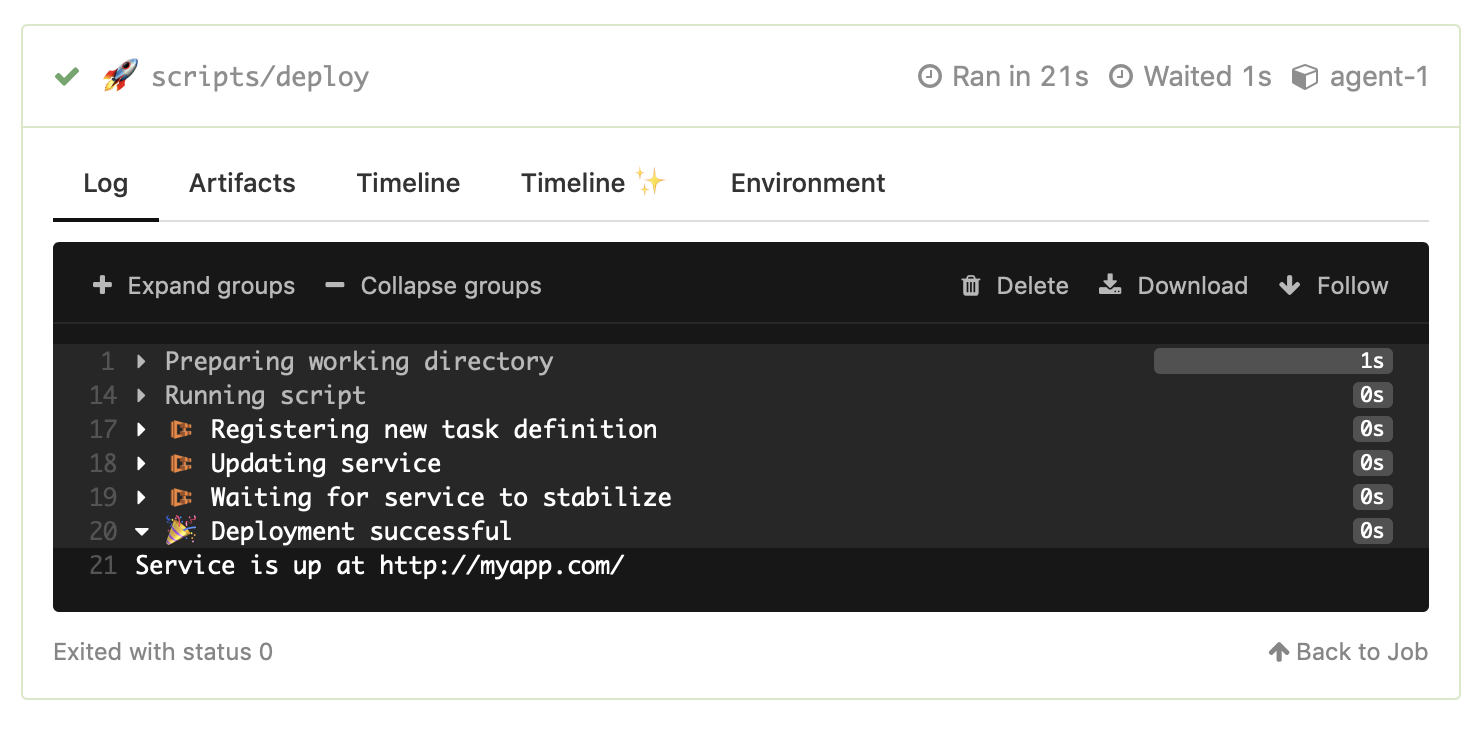 scripts/deploy Ran in 21s Waited 1s agent-1
Log Artifacts Timeline Timeline Environment
Expand groups Collapse groups Delete Download Follow
1 Preparing working directory 1s
14 Running script 0s
17 Registering new task definition 0s
18 Updating service 0s
19 Waiting for service to stabilize 0s
20 Deployment successful 0s
21 Service is up at http://myapp.com/
Exited with status 0 Back to Job